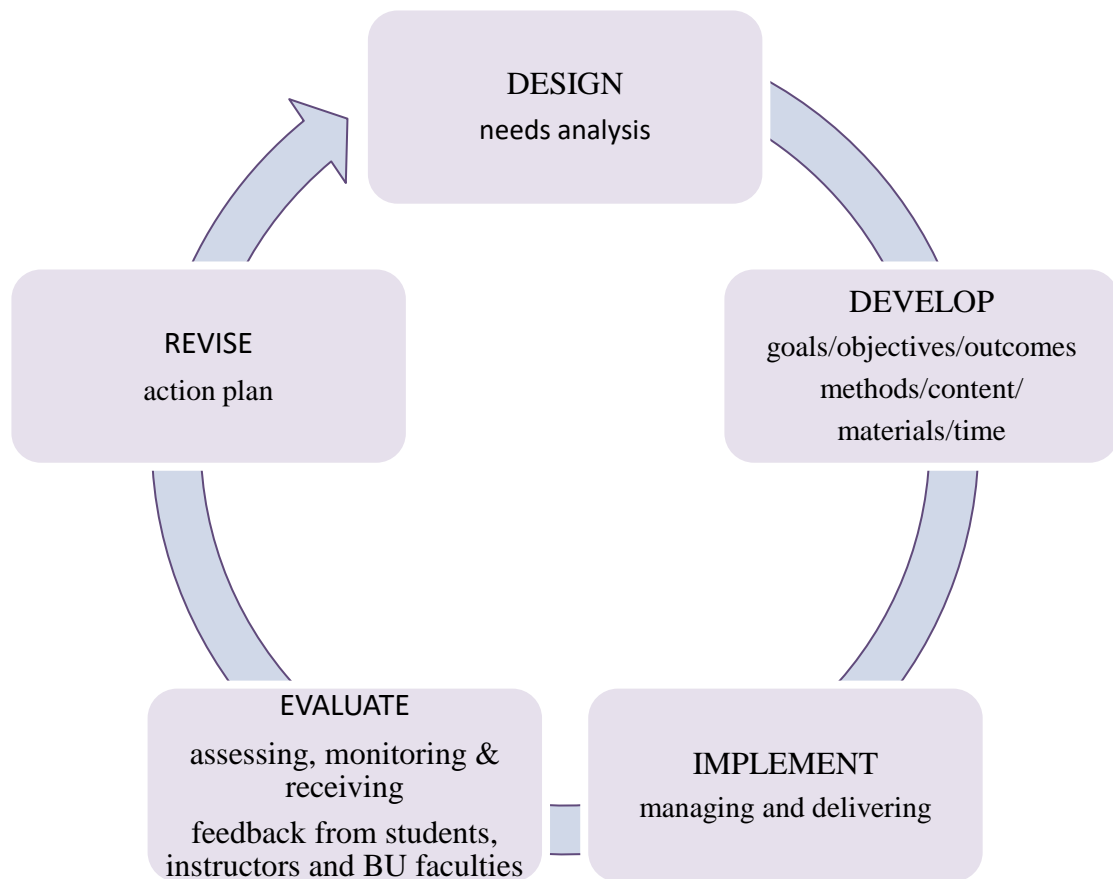 DESIGN
needs analysis
DEVELOP
goals/objectives/outcomes
methods/content/
materials/time
IMPLEMENT
managing and delivering
EVALUATE
assessing, monitoring &
receiving
feedback from students,
instructors and BU faculties
REVISE
action plan